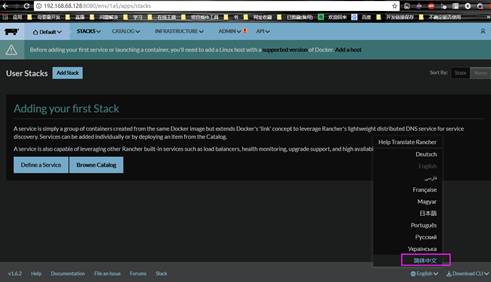 192.168.68.128:8080/env/1a5/apps/stacks
Default STACKS CATALOG INFRASTRUCTURE ADMIN API
Before adding your first service or launching a container, you'll need to add a Linux host with a supported version of Docker. Add a host
User Stacks Add Stack
Sort By: State Name
Adding your first Stack
A service is simply a group of containers created from the same Docker image but extends Docker's 'link' concept to leverage Rancher's lightweight distributed DNS service for service
discovery. Services can be added individually or by deploying an item from the Catalog.
A service is also capable of leveraging other Rancher built-in services such as load balancers, health monitoring, upgrade support, and high availa
Define a Service Browse Catalog
Help Translate Rancher
Deutsch
English
فارسی
Française
Magyar
日本語
Português
Русский
Українська
简体中文
v1.6.2 Help Documentation File an Issue Forums Slack English Download CLI